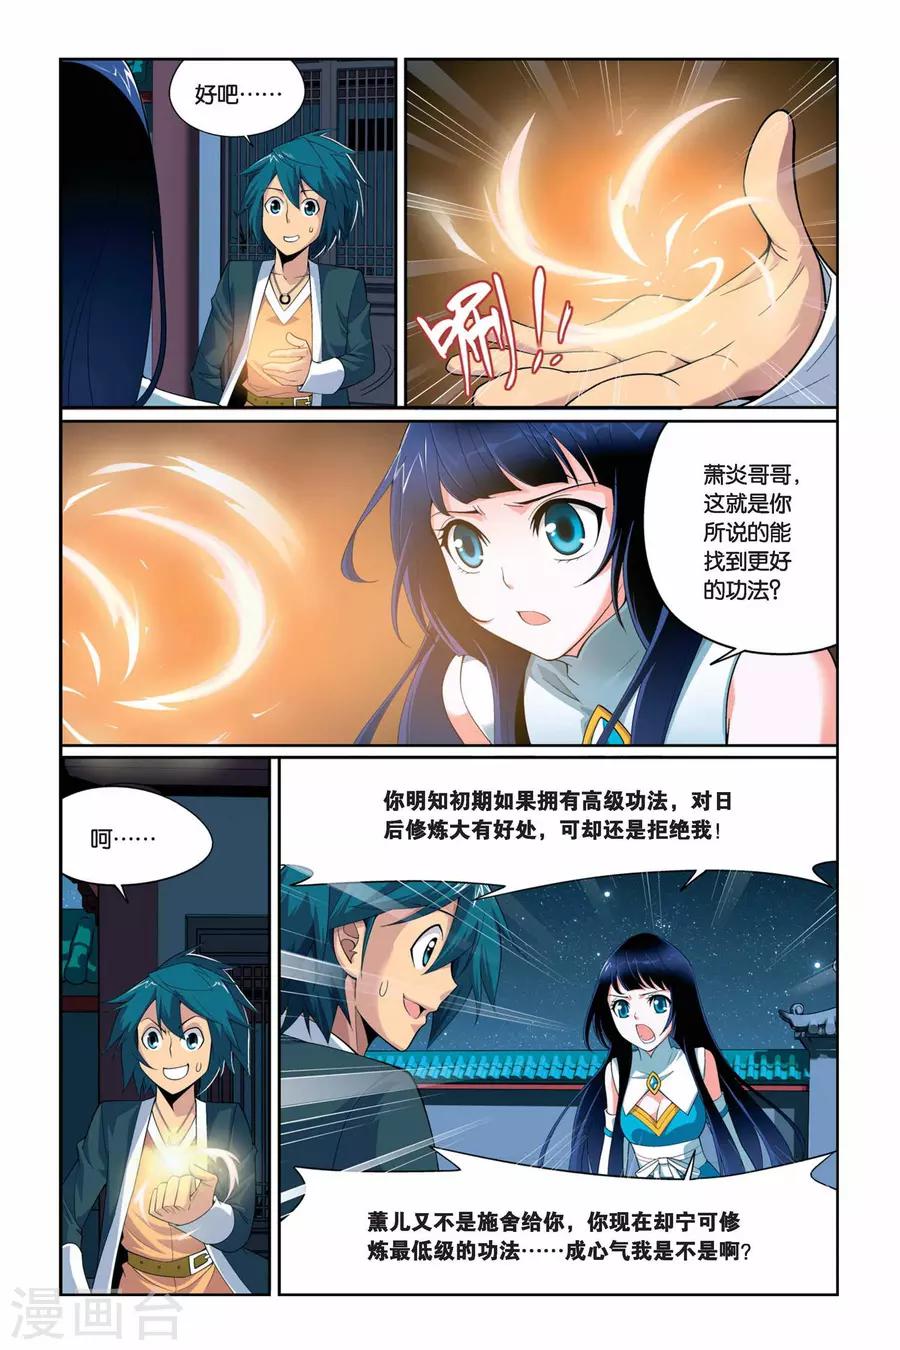 好吧……
唰!!
萧炎哥哥，
这就是你
所说的能
找到更好
的功法？
呵……
你明知初期如果拥有高级功法，对日
后修炼大有好处，可却还是拒绝我！
薰儿又不是施舍给你，你现在却宁可修
炼最低级的功法……成心气我是不是啊？
漫画台